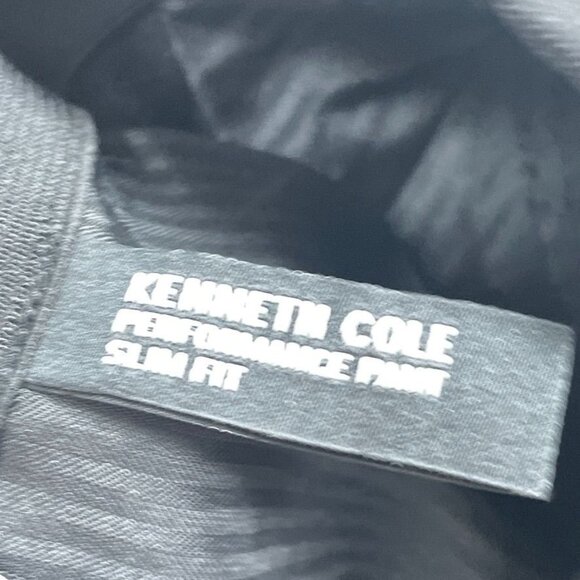 KENNETH COLE
PERFORMANCE PANT
SLIM FIT